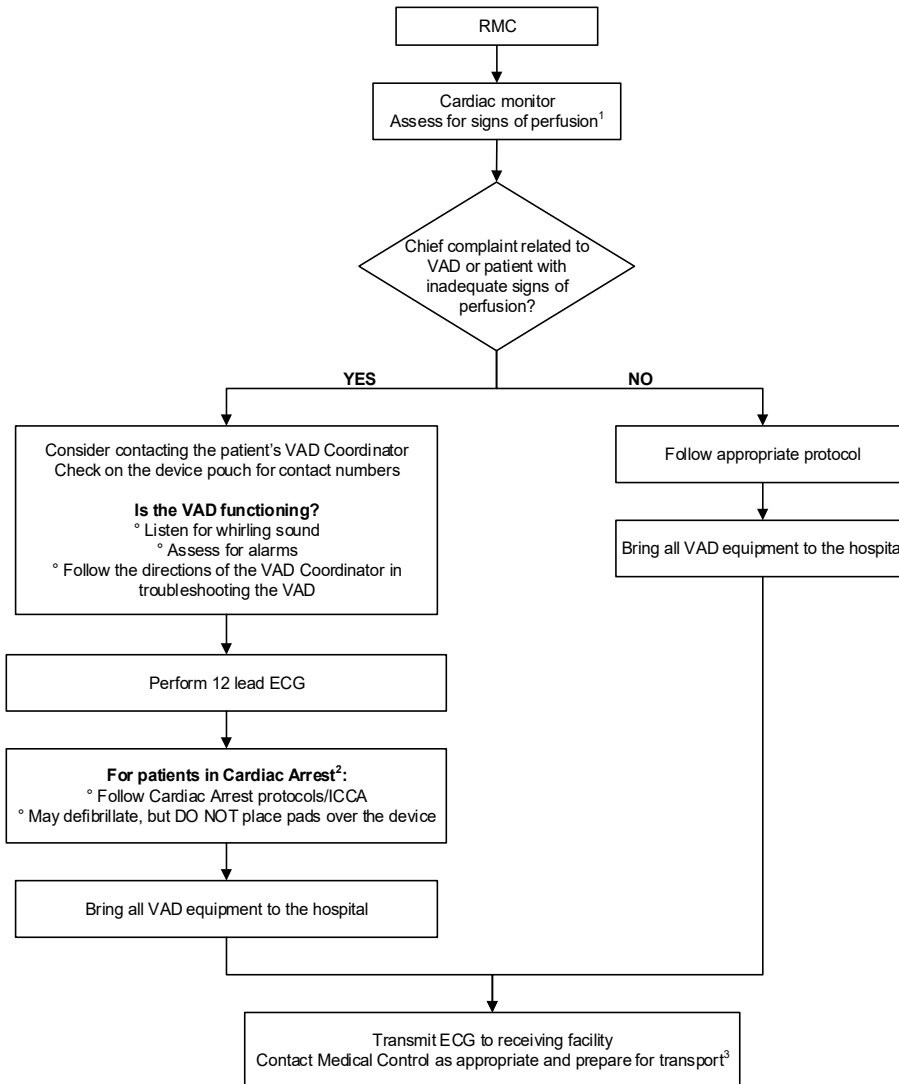 RMC
Cardiac monitor
Assess for signs of perfusion¹
Chief complaint related to
VAD or patient with
inadequate signs of
perfusion?
YES
NO
Consider contacting the patient's VAD Coordinator
Check on the device pouch for contact numbers
Is the VAD functioning?
° Listen for whirling sound
° Assess for alarms
° Follow the directions of the VAD Coordinator in
troubleshooting the VAD
Follow appropriate protocol
Bring all VAD equipment to the hospital
Perform 12 lead ECG
For patients in Cardiac Arrest²:
° Follow Cardiac Arrest protocols/ICCA
° May defibrillate, but DO NOT place pads over the device
Bring all VAD equipment to the hospital
Transmit ECG to receiving facility
Contact Medical Control as appropriate and prepare for transport³